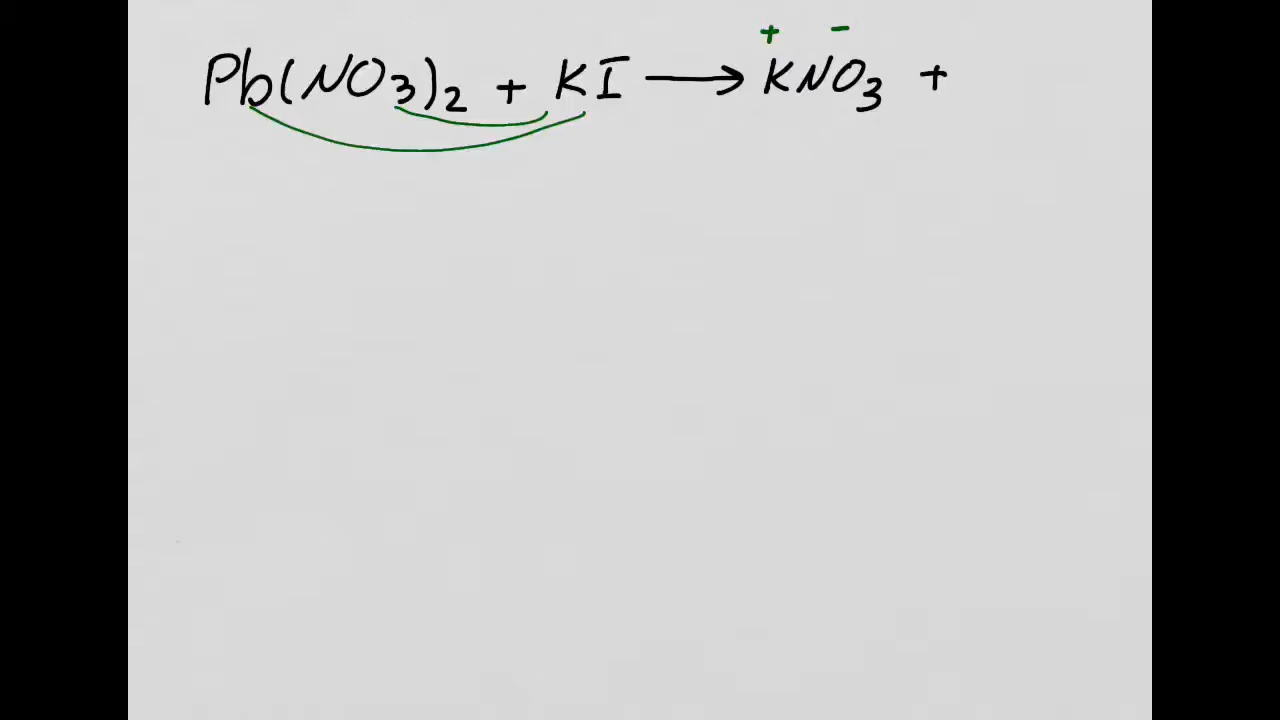 + -
Pb(NO3)2 + KI ⟶ KNO3 +